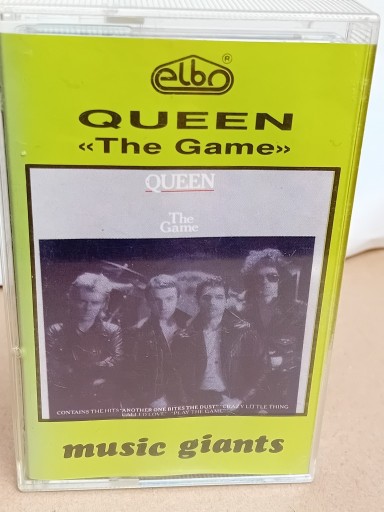 elbo ®
QUEEN
«The Game»
QUEEN
The
Game
CONTAINS THE HITS "ANOTHER ONE BITES THE DUST" "CRAZY LITTLE THING
CALLED LOVE" "PLAY THE GAME"
music giants